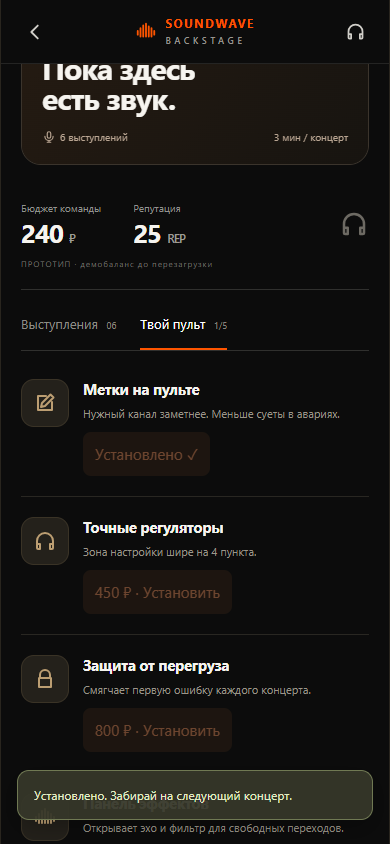 SOUNDWAVE
BACKSTAGE
Пока здесь
есть звук.
6 выступлений
3 мин / концерт
Бюджет команды
Репутация
240 ₽
25 REP
ПРОТОТИП · демобаланс до перезагрузки
Выступления 06
Твой пульт 1/5
Метки на пульте
Нужный канал заметнее. Меньше суеты в авариях.
Установлено ✓
Точные регуляторы
Зона настройки шире на 4 пункта.
450 ₽ · Установить
Защита от перегруза
Смягчает первую ошибку каждого концерта.
800 ₽ · Установить
Установлено. Забирай на следующий концерт.
Панель эффектов
Открывает эхо и фильтр для свободных переходов.